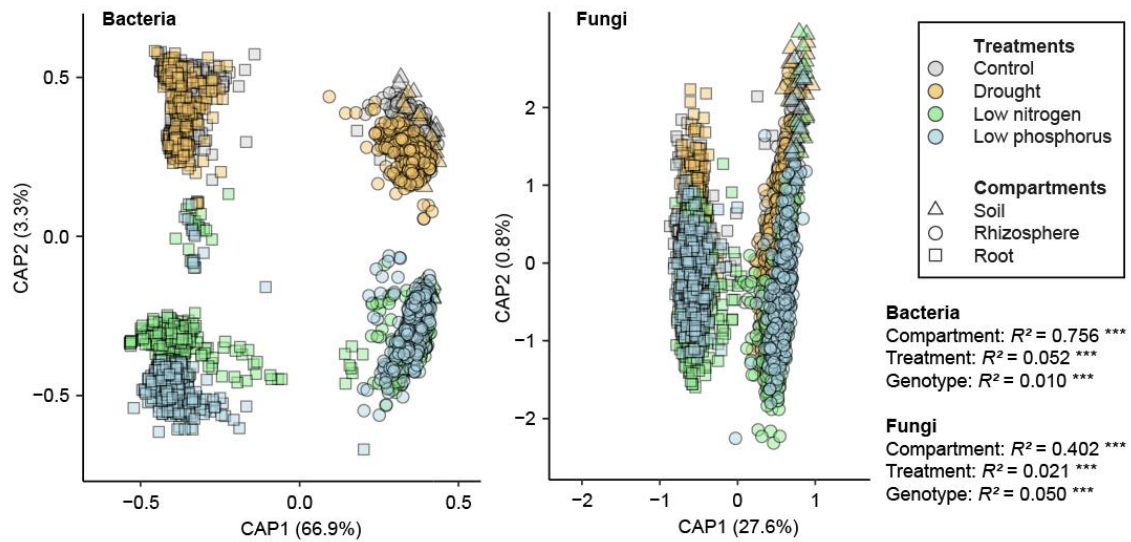 Bacteria
0.5
0.0
−0.5
CAP2 (3.3%)
−0.5
0.0
0.5
CAP1 (66.9%)
Fungi
2
1
0
−1
−2
CAP2 (0.8%)
−2
−1
0
1
CAP1 (27.6%)
Treatments
Control
Drought
Low nitrogen
Low phosphorus
Compartments
Soil
Rhizosphere
Root
Bacteria
Compartment: R² = 0.756 ***
Treatment: R² = 0.052 ***
Genotype: R² = 0.010 ***
Fungi
Compartment: R² = 0.402 ***
Treatment: R² = 0.021 ***
Genotype: R² = 0.050 ***